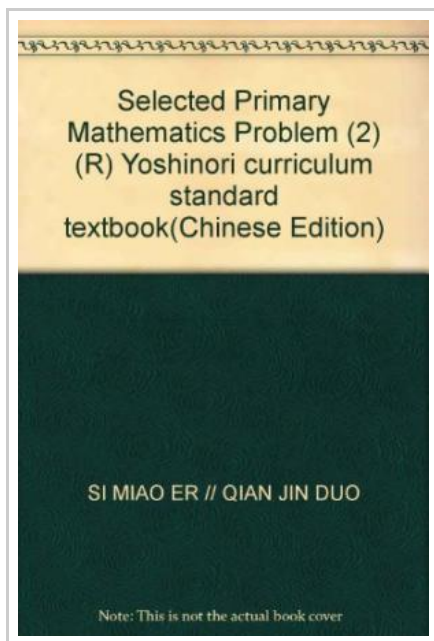 Selected Primary
Mathematics Problem (2)
(R) Yoshinori curriculum
standard
textbook(Chinese Edition)
SI MIAO ER // QIAN JIN DUO
Note: This is not the actual book cover